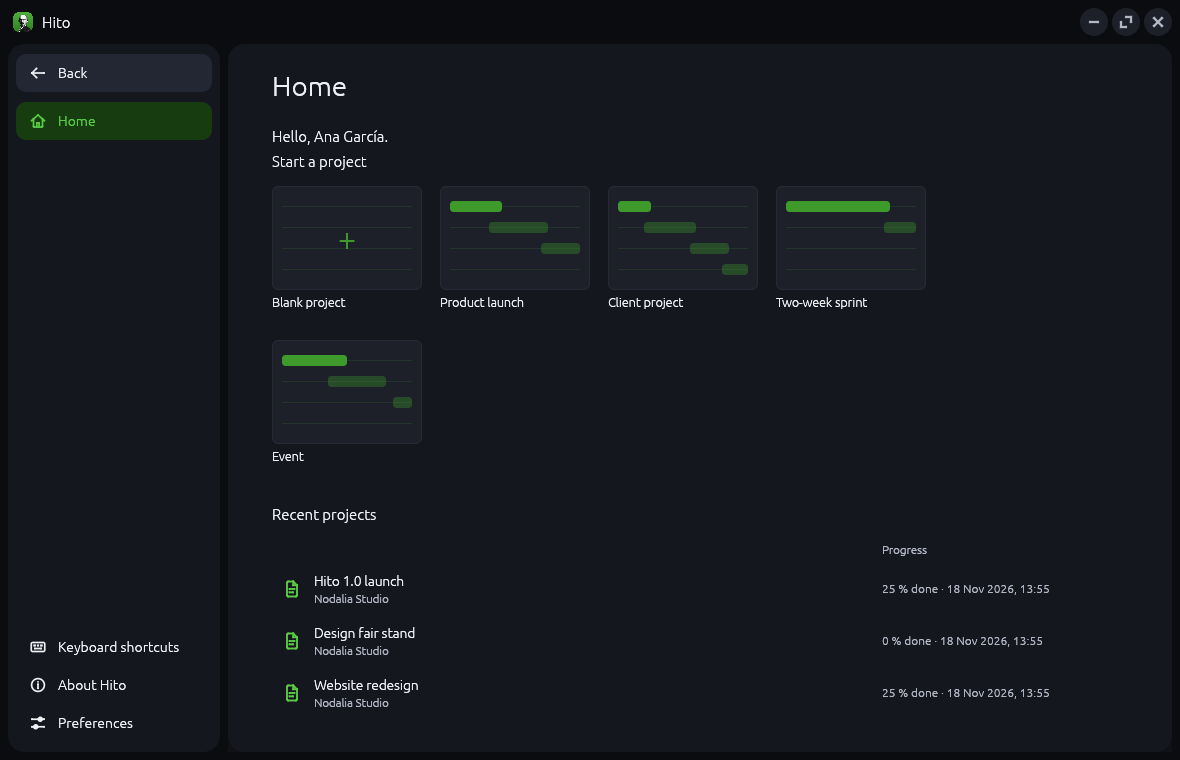 Hito
Back
Home
Keyboard shortcuts
About Hito
Preferences
Home
Hello, Ana García.
Start a project
Blank project
Product launch
Client project
Two-week sprint
Event
Recent projects
Progress
Hito 1.0 launch
Nodalia Studio
25 % done · 18 Nov 2026, 13:55
Design fair stand
Nodalia Studio
0 % done · 18 Nov 2026, 13:55
Website redesign
Nodalia Studio
25 % done · 18 Nov 2026, 13:55